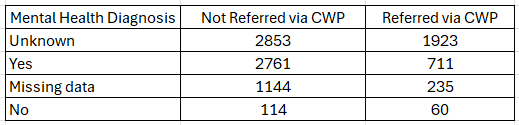 Mental Health Diagnosis Not Referred via CWP Referred via CWP
Unknown 2853 1923
Yes 2761 711
Missing data 1144 235
No 114 60